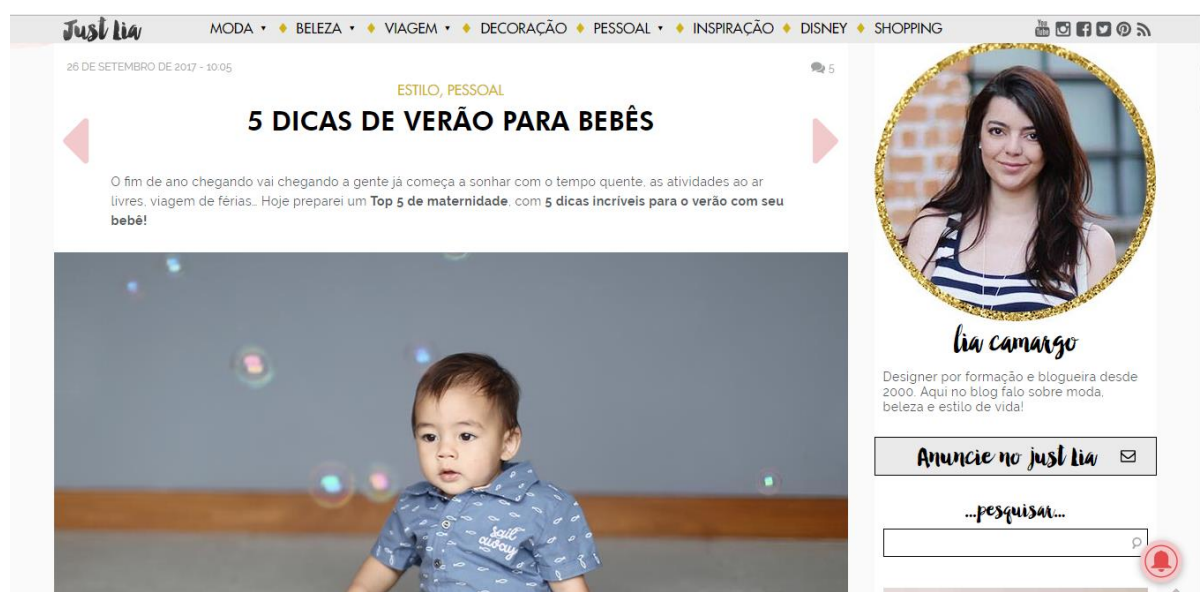 Just Lia
MODA BELEZA VIAGEM DECORAÇÃO PESSOAL INSPIRAÇÃO DISNEY SHOPPING
You Tube
26 DE SETEMBRO DE 2017 - 10:05
5
ESTILO, PESSOAL
5 DICAS DE VERÃO PARA BEBÊS
O fim de ano chegando vai chegando a gente já começa a sonhar com o tempo quente, as atividades ao ar
livres, viagem de férias... Hoje preparei um Top 5 de maternidade, com 5 dicas incríveis para o verão com seu
bebê!
sail
away
lia camargo
Designer por formação e blogueira desde
2000. Aqui no blog falo sobre moda,
beleza e estilo de vida!
Anuncie no just Lia
...pesquisar...